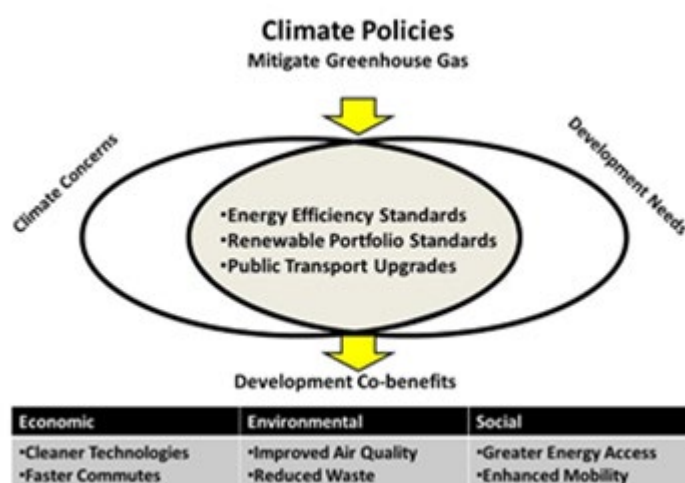 Climate Policies
Mitigate Greenhouse Gas
Climate Concerns
Development Needs
•Energy Efficiency Standards
•Renewable Portfolio Standards
•Public Transport Upgrades
Development Co-benefits
Economic Environmental Social
•Cleaner Technologies •Improved Air Quality •Greater Energy Access
•Faster Commutes •Reduced Waste •Enhanced Mobility